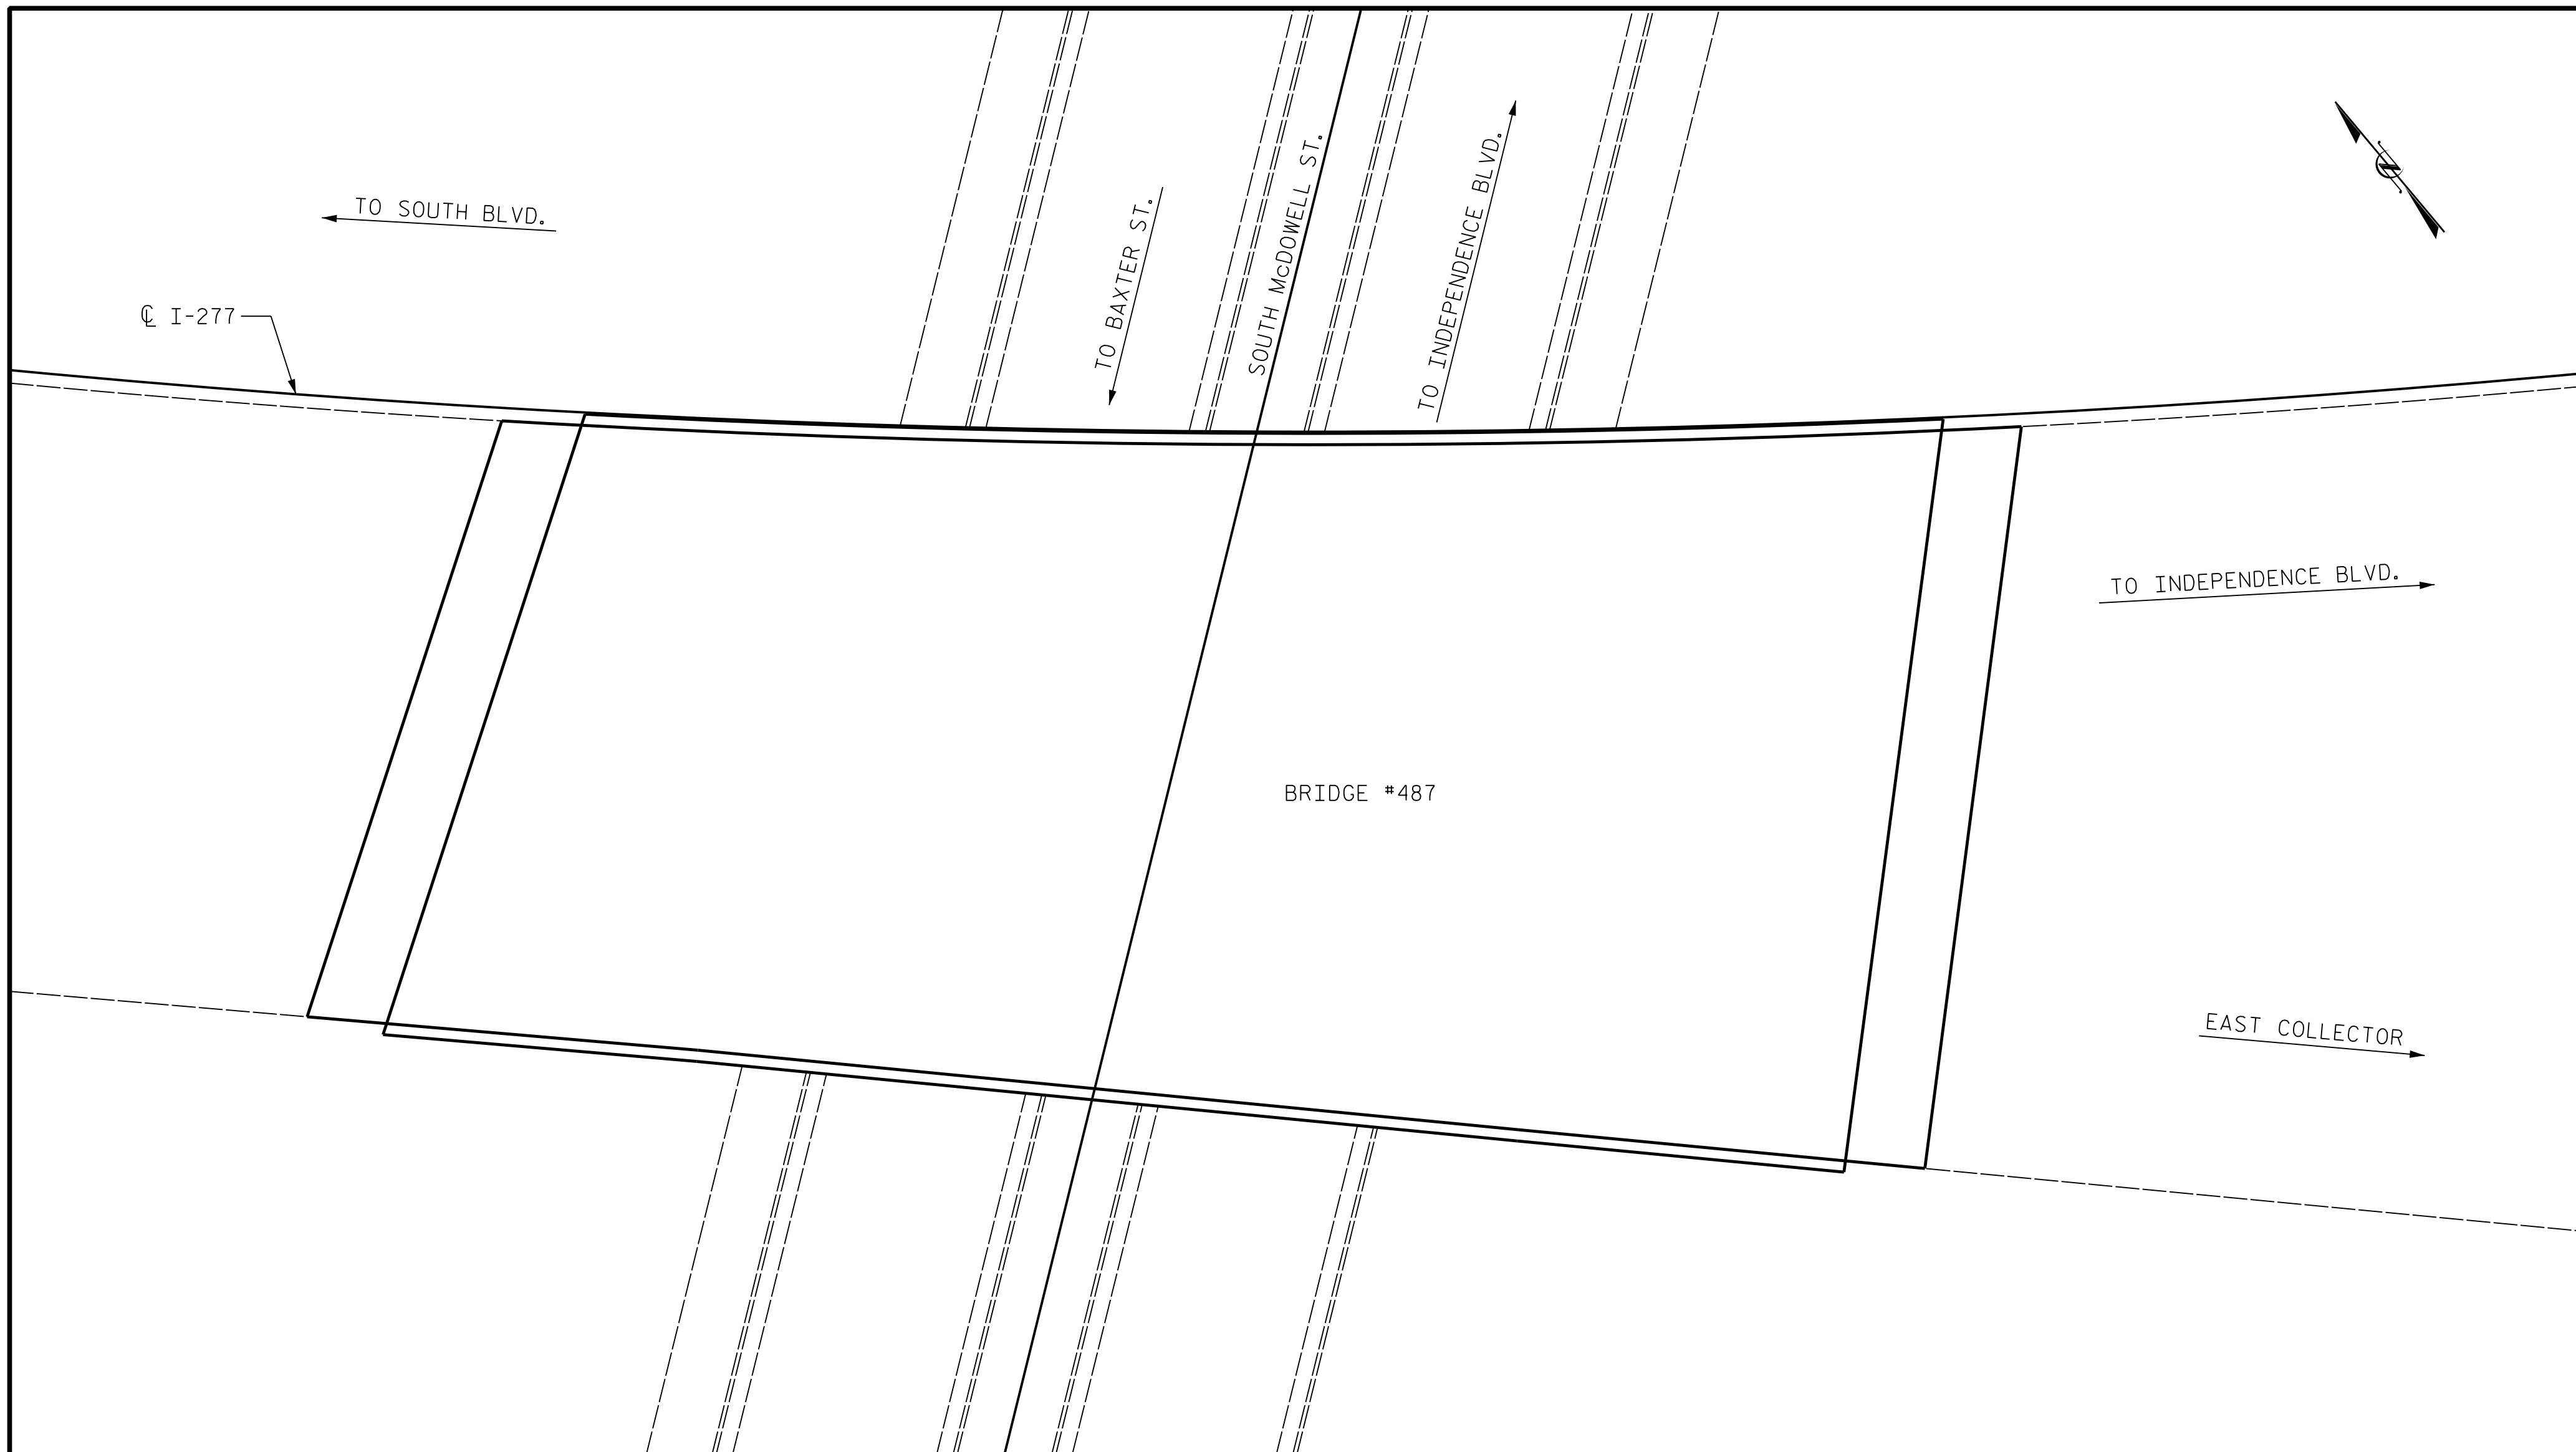 TO SOUTH BLVD.
℄ I-277
TO BAXTER ST.
SOUTH McDOWELL ST.
TO INDEPENDENCE BLVD.
N
TO INDEPENDENCE BLVD.
BRIDGE #487
EAST COLLECTOR